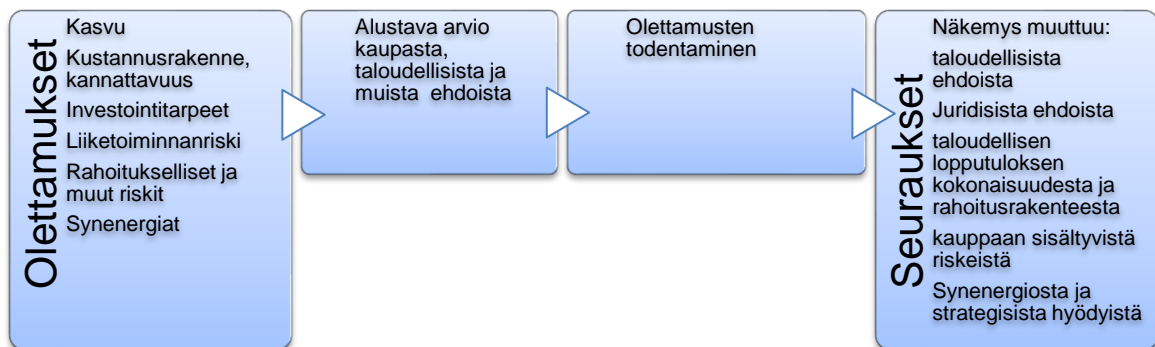 Olettamukset
Kasvu
Kustannusrakenne,
kannattavuus
Investointitarpeet
Liiketoiminnanriski
Rahoitukselliset ja
muut riskit
Synenergiat
Alustava arvio
kaupasta,
taloudellisista ja
muista ehdoista
Olettamusten
todentaminen
Seuraukset
Näkemys muuttuu:
taloudellisista
ehdoista
Juridisista ehdoista
taloudellisen
lopputuloksen
kokonaisuudesta ja
rahoitusrakenteesta
kauppaan sisältyvistä
riskeistä
Synenergiosta ja
strategisista hyödyistä